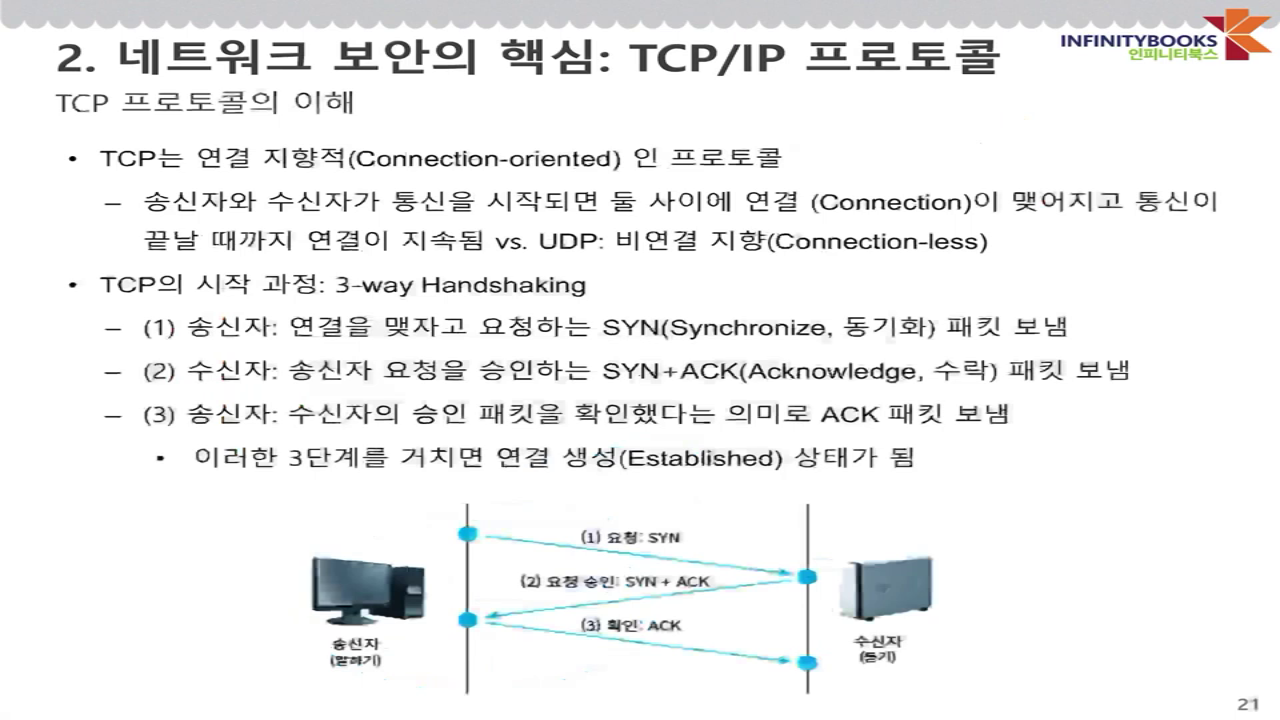 2. 네트워크 보안의 핵심: TCP/IP 프로토콜
INFINITYBOOKS
인피니티북스
TCP 프로토콜의 이해
• TCP는 연결 지향적(Connection-oriented) 인 프로토콜
– 송신자와 수신자가 통신을 시작되면 둘 사이에 연결 (Connection)이 맺어지고 통신이
끝날 때까지 연결이 지속됨 vs. UDP: 비연결 지향(Connection-less)
• TCP의 시작 과정: 3-way Handshaking
– (1) 송신자: 연결을 맺자고 요청하는 SYN(Synchronize, 동기화) 패킷 보냄
– (2) 수신자: 송신자 요청을 승인하는 SYN+ACK(Acknowledge, 수락) 패킷 보냄
– (3) 송신자: 수신자의 승인 패킷을 확인했다는 의미로 ACK 패킷 보냄
• 이러한 3단계를 거치면 연결 생성(Established) 상태가 됨
(1) 요청: SYN
(2) 요청 승인: SYN + ACK
(3) 확인: ACK
송신자
(말하기)
수신자
(듣기)
21